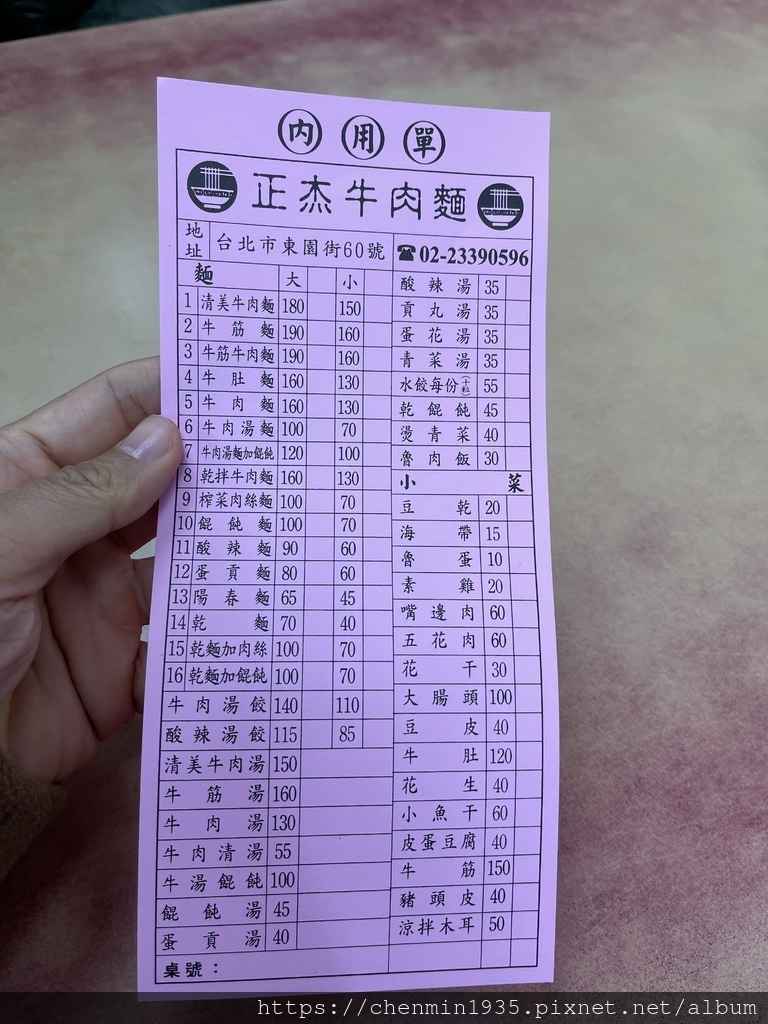 內用單
正杰牛肉麵
地址 台北市東園街60號 ☎02-23390596
麵 大 小
1 清美牛肉麵 180 150
2 牛筋麵 190 160
3 牛筋牛肉麵 190 160
4 牛肚麵 160 130
5 牛肉麵 160 130
6 牛肉湯麵 100 70
7 牛肉湯麵加餛飩 120 100
8 乾拌牛肉麵 160 130
9 榨菜肉絲麵 100 70
10 餛飩麵 100 70
11 酸辣麵 90 60
12 蛋貢麵 80 60
13 陽春麵 65 45
14 乾麵 70 40
15 乾麵加肉絲 100 70
16 乾麵加餛飩 100 70
牛肉湯餃 140 110
酸辣湯餃 115 85
清美牛肉湯 150
牛筋湯 160
牛肉湯 130
牛肉清湯 55
牛湯餛飩 100
餛飩湯 45
蛋貢湯 40
桌號：
酸辣湯 35
貢丸湯 35
蛋花湯 35
青菜湯 35
水餃每份(十粒) 55
乾餛飩 45
燙青菜 40
魯肉飯 30
小菜
豆乾 20
海帶 15
魯蛋 10
素雞 20
嘴邊肉 60
五花肉 60
花干 30
大腸頭 100
豆皮 40
牛肚 120
花生 40
小魚干 60
皮蛋豆腐 40
牛筋 150
豬頭皮 40
涼拌木耳 50
https://chenmin1935.pixnet.net/album